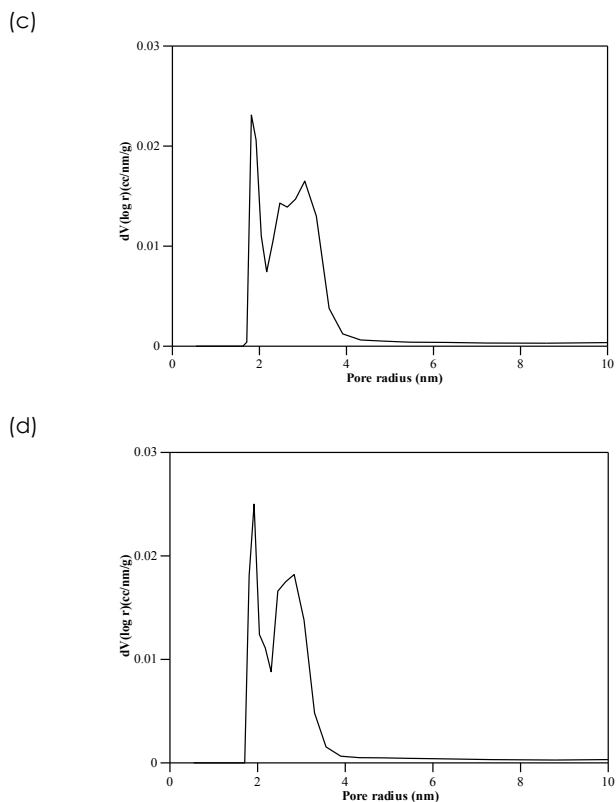 (c)
0.03
0.02
0.01
0
dV(log r)(cc/nm/g)
0 2 4 6 8 10
Pore radius (nm)
(d)
0.03
0.02
0.01
0
dV(log r)(cc/nm/g)
0 2 4 6 8 10
Pore radius (nm)